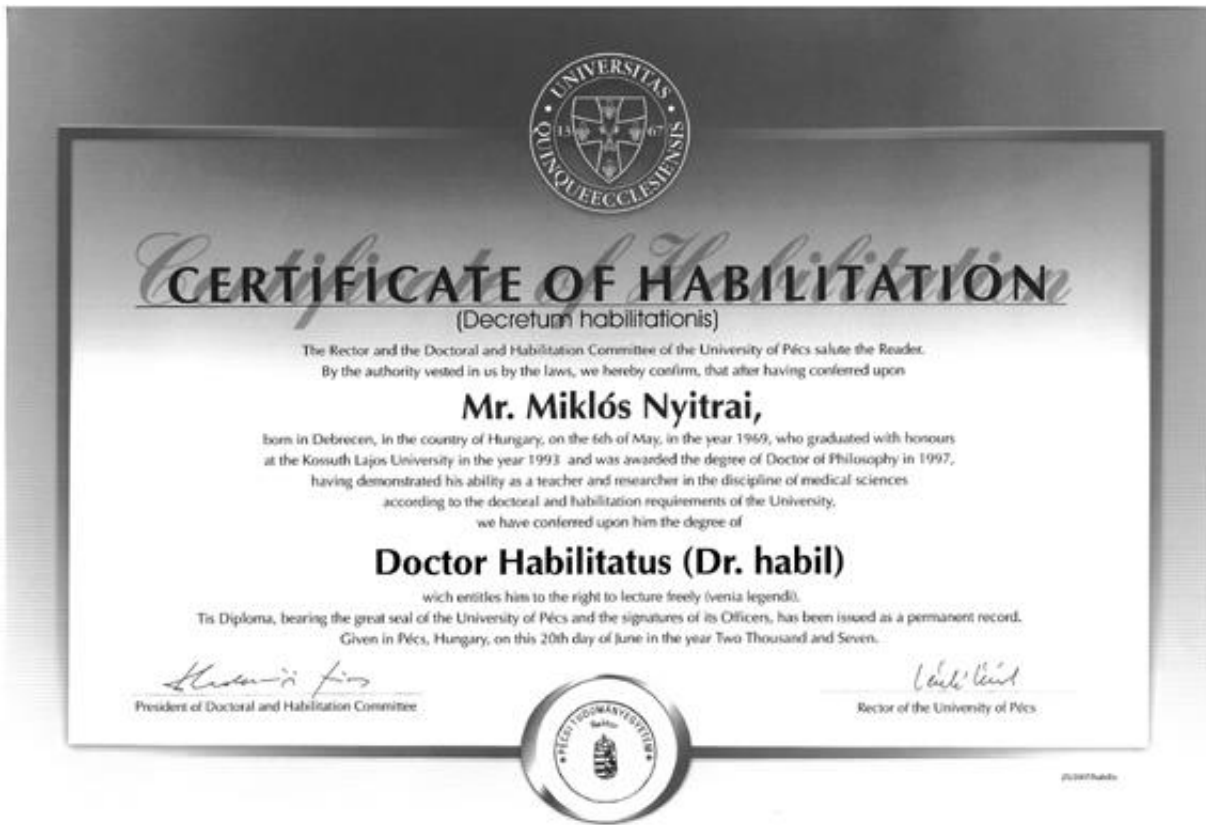 UNIVERSITAS
QUINQUEECCLESIENSIS
13 67
Certificate of Habilitation
CERTIFICATE OF HABILITATION
(Decretum habilitationis)
The Rector and the Doctoral and Habilitation Committee of the University of Pécs salute the Reader.
By the authority vested in us by the laws, we hereby confirm, that after having conferred upon
Mr. Miklós Nyitrai,
born in Debrecen, in the country of Hungary, on the 6th of May, in the year 1969, who graduated with honours
at the Kossuth Lajos University in the year 1993 and was awarded the degree of Doctor of Philosophy in 1997,
having demonstrated his ability as a teacher and researcher in the discipline of medical sciences
according to the doctoral and habilitation requirements of the University,
we have conferred upon him the degree of
Doctor Habilitatus (Dr. habil)
wich entitles him to the right to lecture freely (venia legendi).
Tis Diploma, bearing the great seal of the University of Pécs and the signatures of its Officers, has been issued as a permanent record.
Given in Pécs, Hungary, on this 20th day of June in the year Two Thousand and Seven.
President of Doctoral and Habilitation Committee
Rector of the University of Pécs
PÉCSI TUDOMÁNYEGYETEM
Rektor